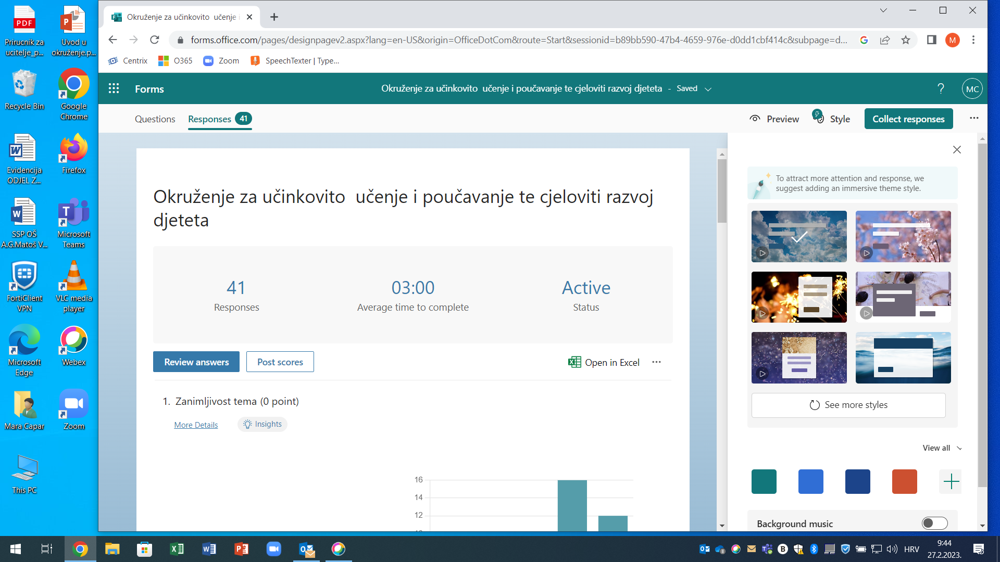 Prirucnik za
ucitelje_p...
Uvod u
okruženje.p...
Recycle Bin
Google
Chrome
Evidencija
ODJEL Z...
Firefox
SSP OŠ
A.G.Matoš V...
Microsoft
Teams
FortiClient
VPN
VLC media
player
Microsoft
Edge
Webex
Mara Capar
Zoom
This PC
Okruženje za učinkovito  učenje i
forms.office.com/pages/designpagev2.aspx?lang=en-US&origin=OfficeDotCom&route=Start&sessionid=b89bb590-47b4-4659-976e-d0dd1cbf414c&subpage=d...
M
Centrix
O365
Zoom
SpeechTexter | Type...
Forms
Okruženje za učinkovito  učenje i poučavanje te cjeloviti razvoj djeteta - Saved
?
MC
Questions
Responses 41
Preview
Style
Collect responses
Okruženje za učinkovito  učenje i poučavanje te cjeloviti razvoj
djeteta
41
Responses
03:00
Average time to complete
Active
Status
Review answers
Post scores
Open in Excel
1. Zanimljivost tema (0 point)
More Details
Insights
16
14
12
To attract more attention and response, we
suggest adding an immersive theme style.
See more styles
View all
Background music
HRV
9:44
27.2.2023.